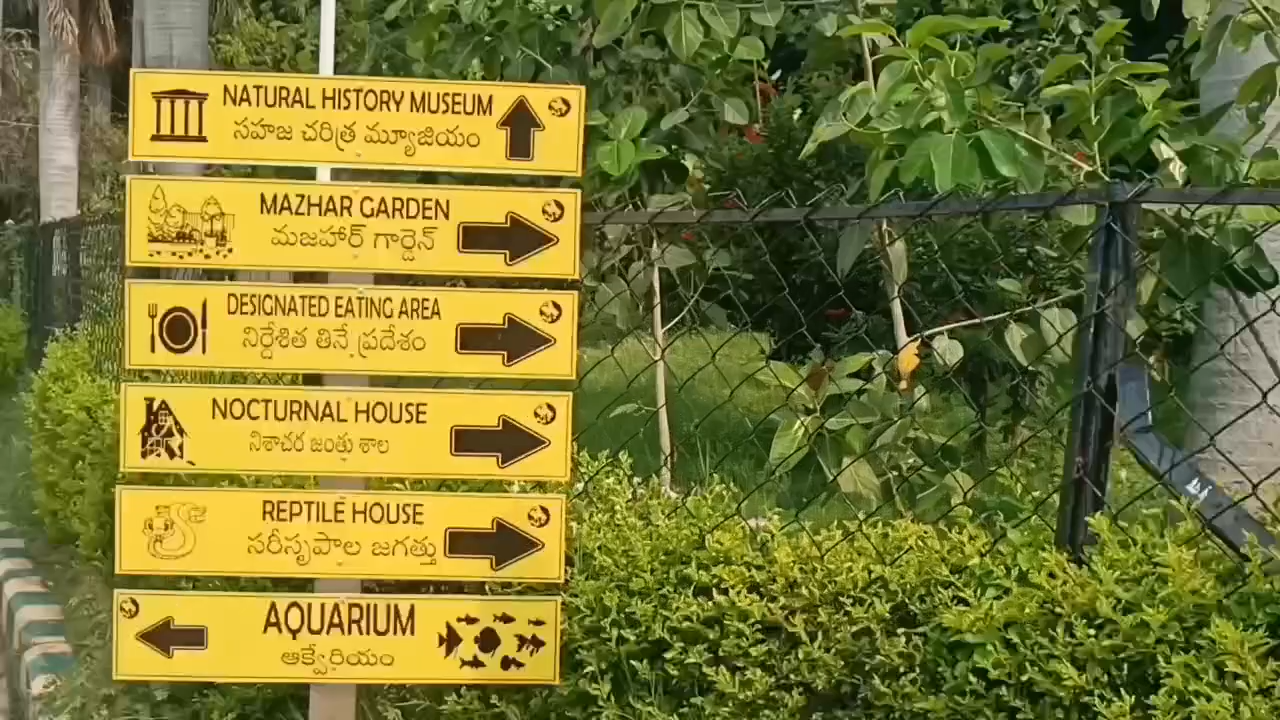 NATURAL HISTORY MUSEUM
సహజ చరిత్ర మ్యూజియం
MAZHAR GARDEN
మజహార్ గార్డెన్
DESIGNATED EATING AREA
నిర్దేశిత తినే ప్రదేశం
NOCTURNAL HOUSE
నిశాచర జంతు శాల
REPTILE HOUSE
సరీసృపాల జగత్తు
AQUARIUM
ఆక్వేరియం